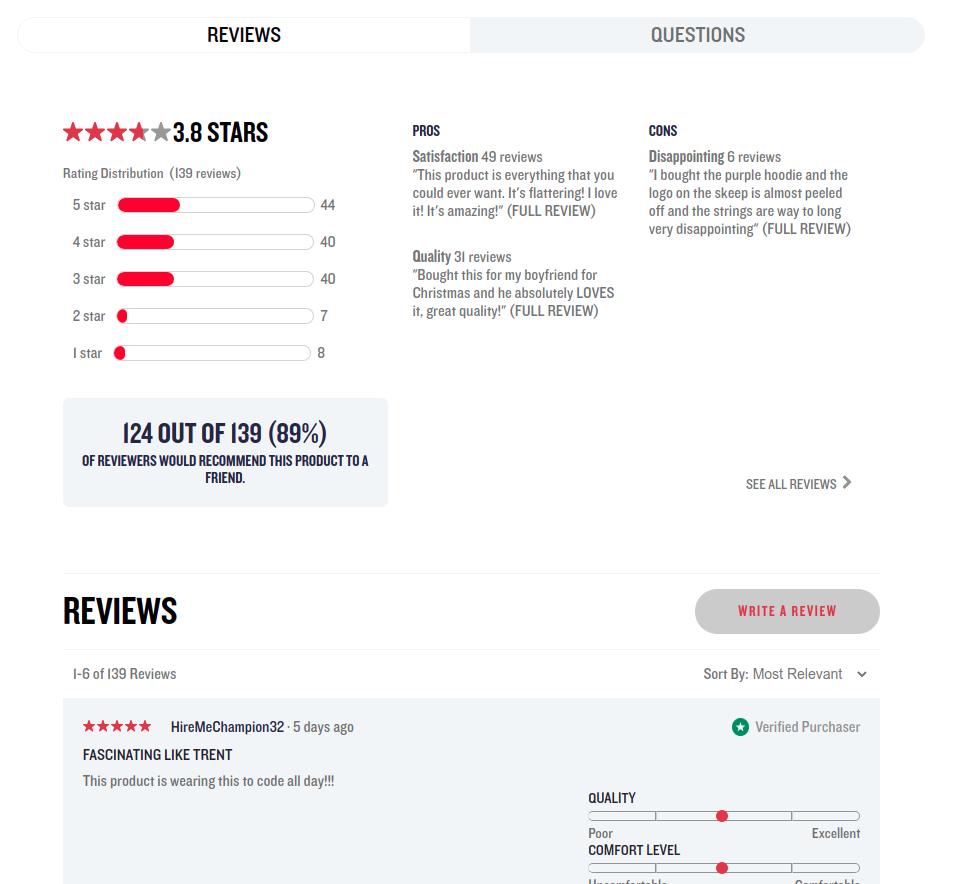 REVIEWS
QUESTIONS
3.8 STARS
Rating Distribution (139 reviews)
5 star 44
4 star 40
3 star 40
2 star 7
1 star 8
124 OUT OF 139 (89%)
OF REVIEWERS WOULD RECOMMEND THIS PRODUCT TO A
FRIEND.
PROS
Satisfaction 49 reviews
"This product is everything that you
could ever want. It's flattering! I love
it! It's amazing!" (FULL REVIEW)
Quality 31 reviews
"Bought this for my boyfriend for
Christmas and he absolutely LOVES
it, great quality!" (FULL REVIEW)
CONS
Disappointing 6 reviews
"I bought the purple hoodie and the
logo on the skeep is almost peeled
off and the strings are way to long
very disappointing" (FULL REVIEW)
SEE ALL REVIEWS
REVIEWS
WRITE A REVIEW
1-6 of 139 Reviews
Sort By: Most Relevant
HireMeChampion32 · 5 days ago
Verified Purchaser
FASCINATING LIKE TRENT
This product is wearing this to code all day!!!
QUALITY
Poor Excellent
COMFORT LEVEL
Uncomfortable Comfortable